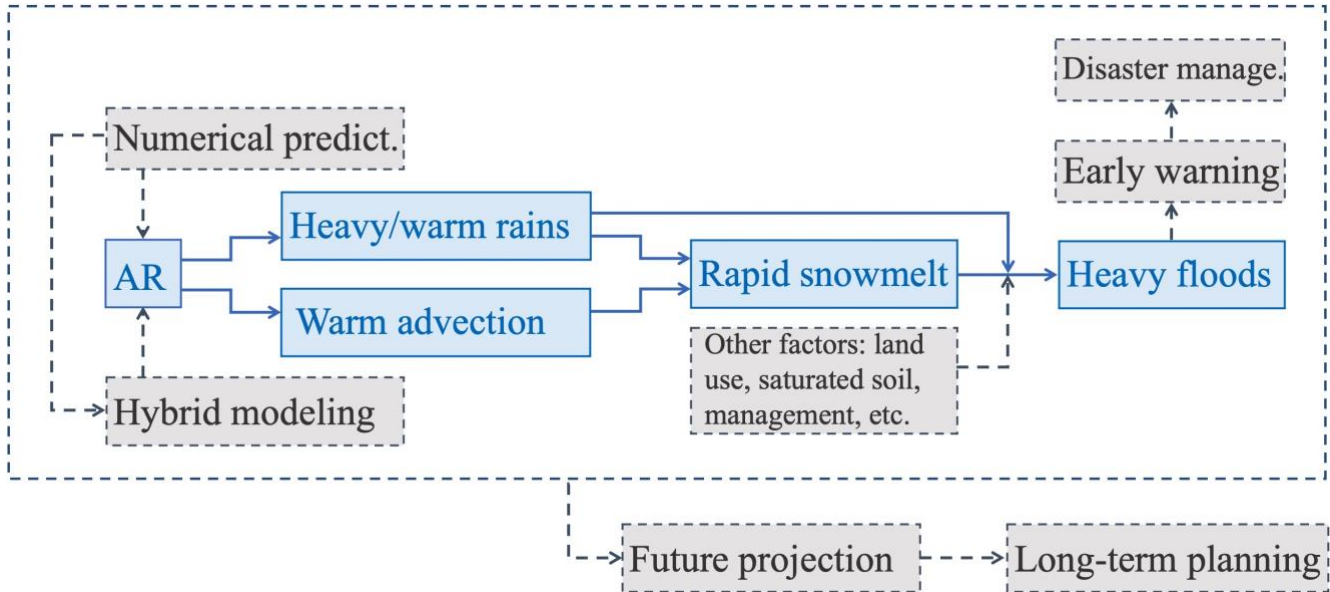 Disaster manage.
Numerical predict.
Early warning
Heavy/warm rains
AR
Rapid snowmelt
Heavy floods
Warm advection
Other factors: land
use, saturated soil,
management, etc.
Hybrid modeling
Future projection
Long-term planning